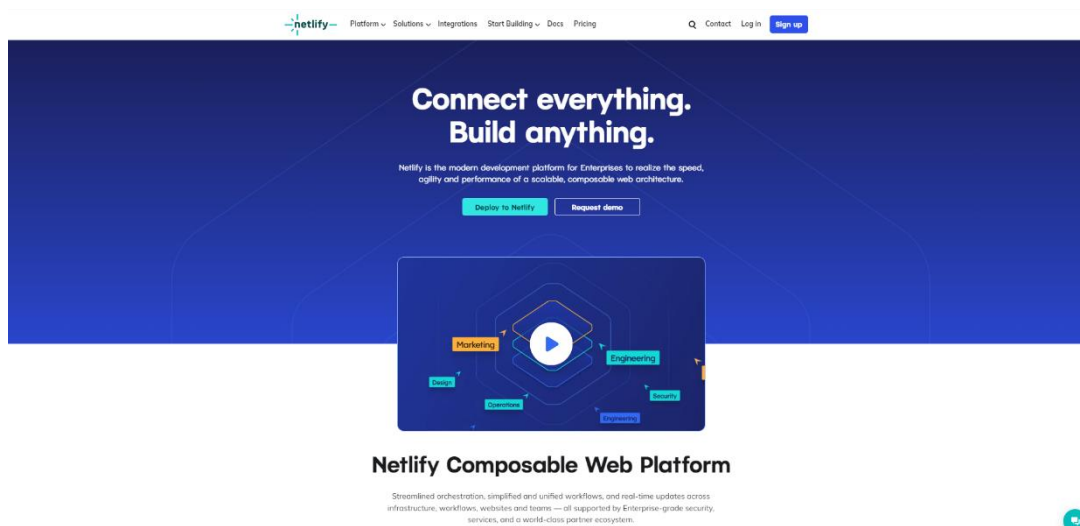 netlify Platform Solutions Integrations Start Building Docs Pricing Contact Log in Sign up
Connect everything.
Build anything.
Netlify is the modern development platform for Enterprises to realize the speed,
agility and performance of a scalable, composable web architecture.
Deploy to Netlify Request demo
Marketing
Engineering
Design
Security
Operations
Engineering
Netlify Composable Web Platform
Streamlined orchestration, simplified and unified workflows, and real-time updates across
infrastructure, workflows, websites and teams — all supported by Enterprise-grade security,
services, and a world-class partner ecosystem.